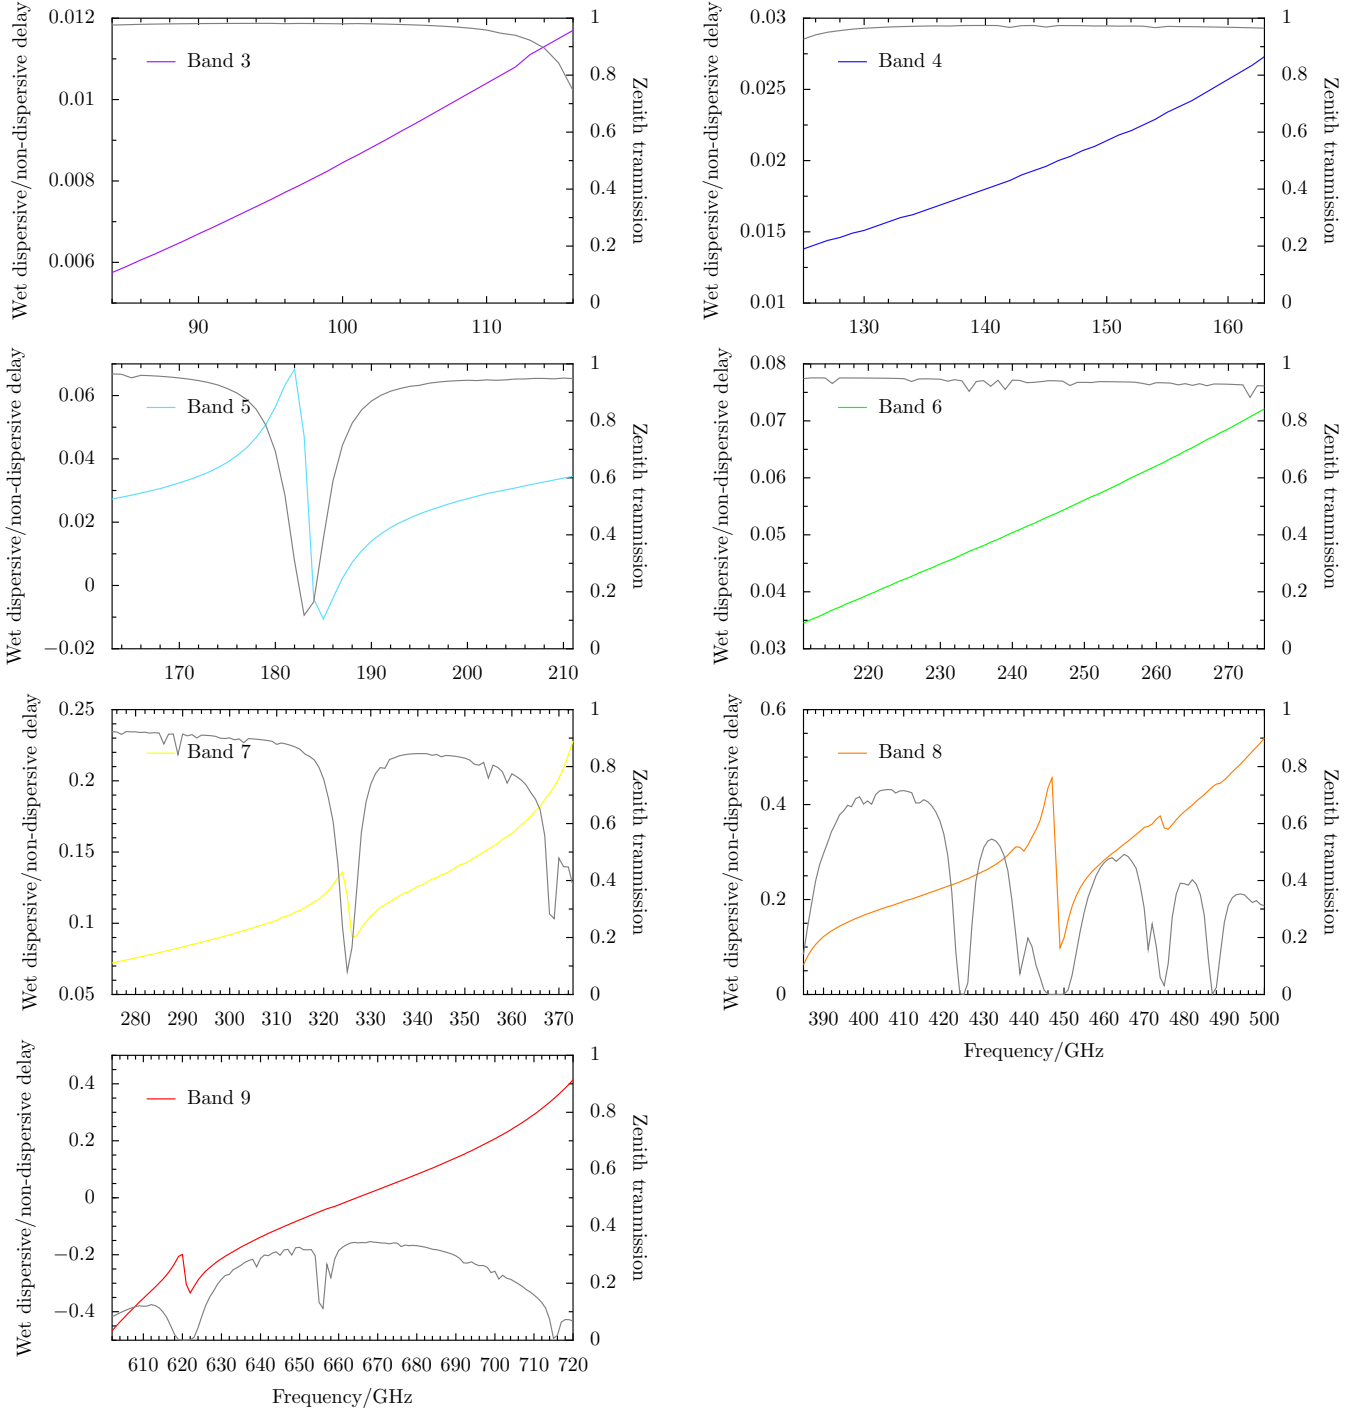 Wet dispersive/non-dispersive delay
0.012
0.01
0.008
0.006
Band 3
1
0.8
0.6
0.4
0.2
0
Zenith tranmission
90 100 110
Wet dispersive/non-dispersive delay
0.03
0.025
0.02
0.015
0.01
Band 4
1
0.8
0.6
0.4
0.2
0
Zenith tranmission
130 140 150 160
Wet dispersive/non-dispersive delay
0.06
0.04
0.02
0
−0.02
Band 5
1
0.8
0.6
0.4
0.2
0
Zenith tranmission
170 180 190 200 210
Wet dispersive/non-dispersive delay
0.08
0.07
0.06
0.05
0.04
0.03
Band 6
1
0.8
0.6
0.4
0.2
0
Zenith tranmission
220 230 240 250 260 270
Wet dispersive/non-dispersive delay
0.25
0.2
0.15
0.1
0.05
Band 7
1
0.8
0.6
0.4
0.2
0
Zenith tranmission
280 290 300 310 320 330 340 350 360 370
Wet dispersive/non-dispersive delay
0.6
0.4
0.2
0
Band 8
1
0.8
0.6
0.4
0.2
0
Zenith tranmission
390 400 410 420 430 440 450 460 470 480 490 500
Frequency/GHz
Wet dispersive/non-dispersive delay
0.4
0.2
0
−0.2
−0.4
Band 9
1
0.8
0.6
0.4
0.2
0
Zenith tranmission
610 620 630 640 650 660 670 680 690 700 710 720
Frequency/GHz